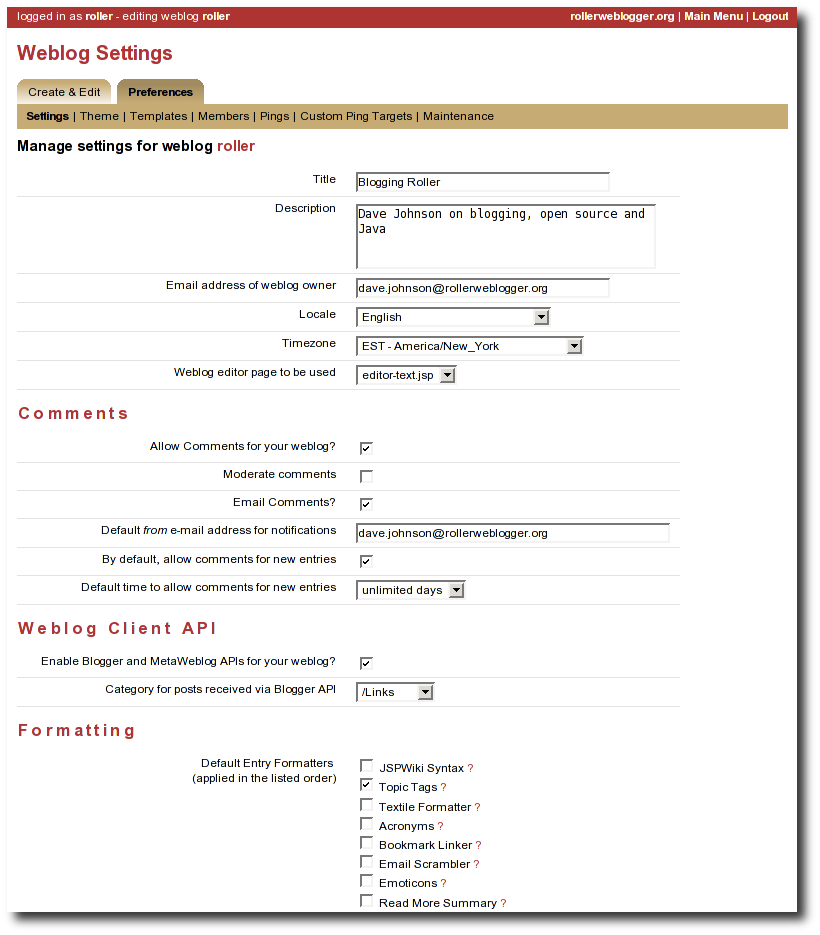 logged in as roller - editing weblog roller rollerweblogger.org | Main Menu | Logout
Weblog Settings
Create & Edit Preferences
Settings | Theme | Templates | Members | Pings | Custom Ping Targets | Maintenance
Manage settings for weblog roller
Title Blogging Roller
Description Dave Johnson on blogging, open source and
Java
Email address of weblog owner dave.johnson@rollerweblogger.org
Locale English
Timezone EST - America/New_York
Weblog editor page to be used editor-text.jsp
Comments
Allow Comments for your weblog?
Moderate comments
Email Comments?
Default from e-mail address for notifications dave.johnson@rollerweblogger.org
By default, allow comments for new entries
Default time to allow comments for new entries unlimited days
Weblog Client API
Enable Blogger and MetaWeblog APIs for your weblog?
Category for posts received via Blogger API /Links
Formatting
Default Entry Formatters
(applied in the listed order)
JSPWiki Syntax ?
Topic Tags ?
Textile Formatter ?
Acronyms ?
Bookmark Linker ?
Email Scrambler ?
Emoticons ?
Read More Summary ?